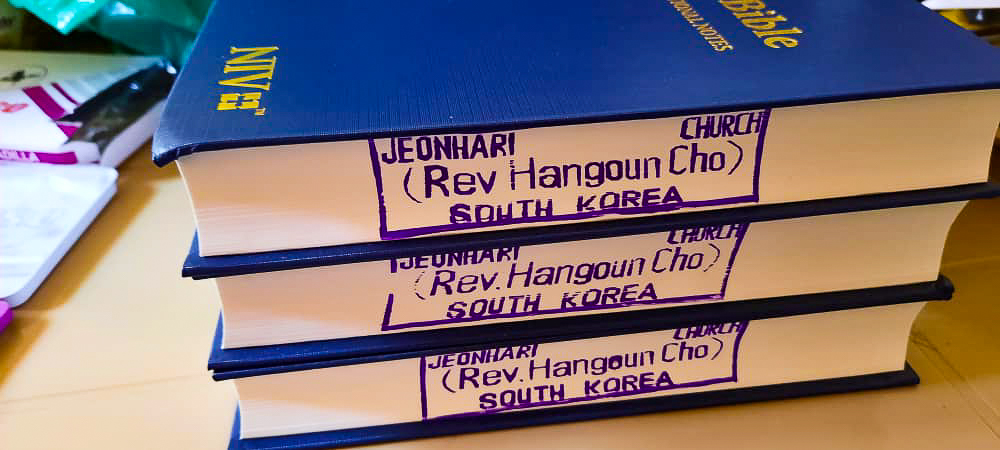 Bible
NOTES
NIV
JEONHARI CHURCH
(Rev Hangoun Cho)
SOUTH KOREA
JEONHARI CHURCH
(Rev. Hangoun Cho)
SOUTH KOREA
JEONHARI CHURCH
(Rev. Hangoun Cho)
SOUTH KOREA